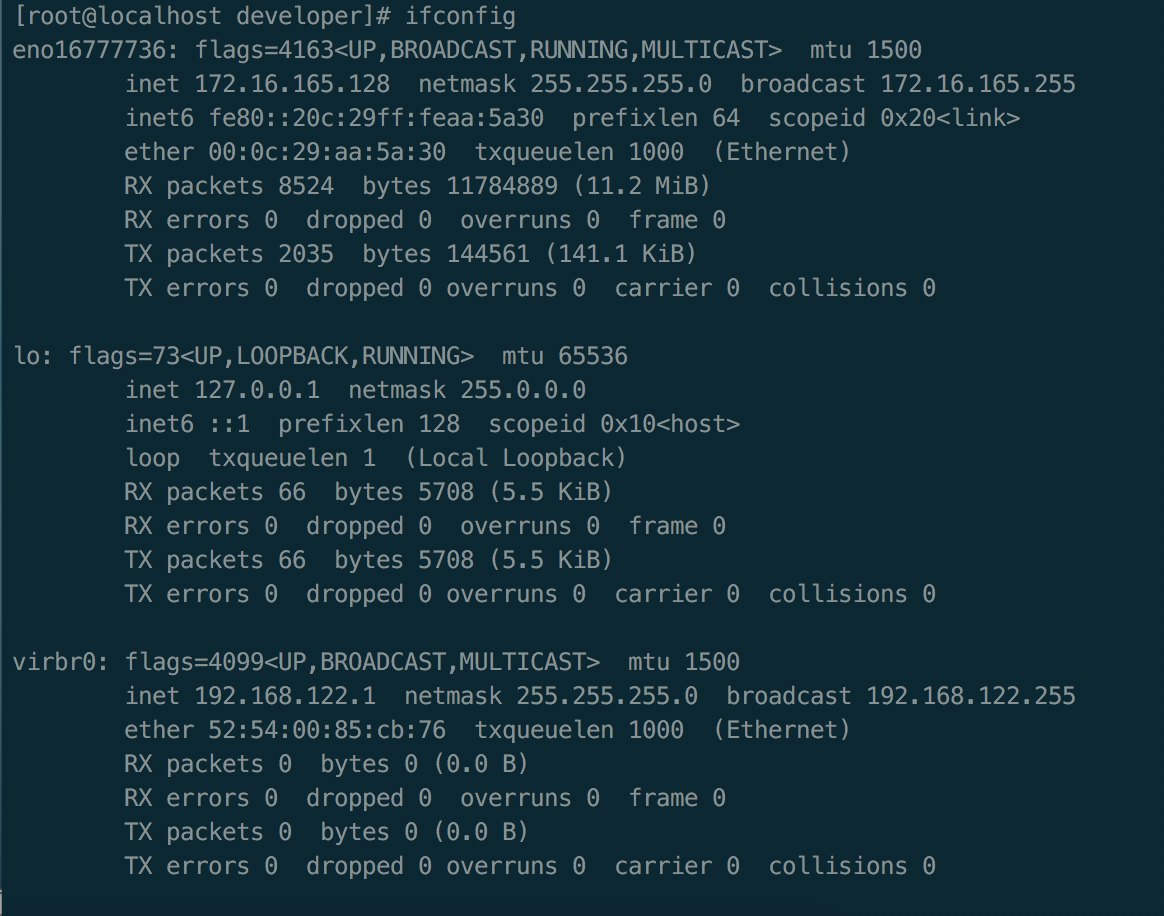 [root@localhost developer]# ifconfig
eno16777736: flags=4163<UP,BROADCAST,RUNNING,MULTICAST>  mtu 1500
        inet 172.16.165.128  netmask 255.255.255.0  broadcast 172.16.165.255
        inet6 fe80::20c:29ff:feaa:5a30  prefixlen 64  scopeid 0x20<link>
        ether 00:0c:29:aa:5a:30  txqueuelen 1000  (Ethernet)
        RX packets 8524  bytes 11784889 (11.2 MiB)
        RX errors 0  dropped 0  overruns 0  frame 0
        TX packets 2035  bytes 144561 (141.1 KiB)
        TX errors 0  dropped 0 overruns 0  carrier 0  collisions 0

lo: flags=73<UP,LOOPBACK,RUNNING>  mtu 65536
        inet 127.0.0.1  netmask 255.0.0.0
        inet6 ::1  prefixlen 128  scopeid 0x10<host>
        loop  txqueuelen 1  (Local Loopback)
        RX packets 66  bytes 5708 (5.5 KiB)
        RX errors 0  dropped 0  overruns 0  frame 0
        TX packets 66  bytes 5708 (5.5 KiB)
        TX errors 0  dropped 0 overruns 0  carrier 0  collisions 0

virbr0: flags=4099<UP,BROADCAST,MULTICAST>  mtu 1500
        inet 192.168.122.1  netmask 255.255.255.0  broadcast 192.168.122.255
        ether 52:54:00:85:cb:76  txqueuelen 1000  (Ethernet)
        RX packets 0  bytes 0 (0.0 B)
        RX errors 0  dropped 0  overruns 0  frame 0
        TX packets 0  bytes 0 (0.0 B)
        TX errors 0  dropped 0 overruns 0  carrier 0  collisions 0